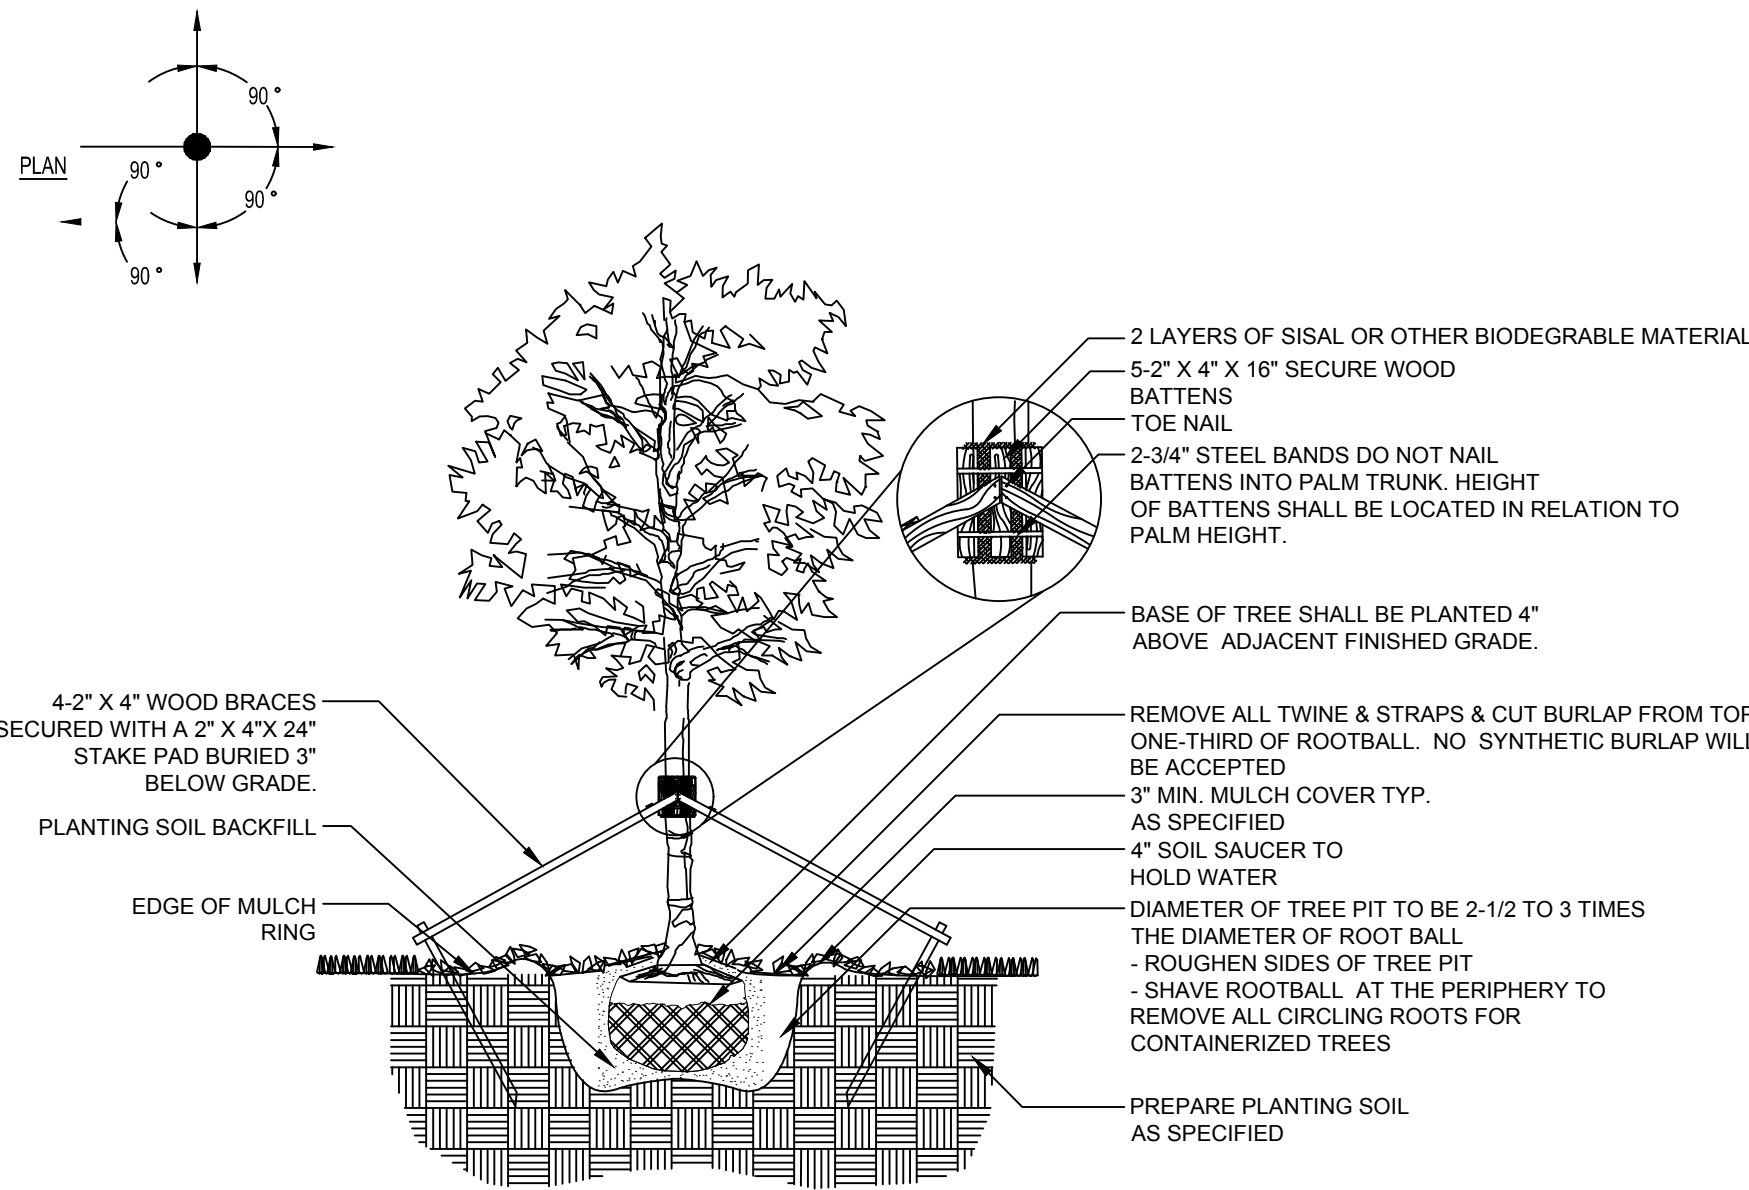 90 °
PLAN
90 °
90 °
90 °
2 LAYERS OF SISAL OR OTHER BIODEGRABLE MATERIAL
5-2" X 4" X 16" SECURE WOOD
BATTENS
TOE NAIL
2-3/4" STEEL BANDS DO NOT NAIL
BATTENS INTO PALM TRUNK. HEIGHT
OF BATTENS SHALL BE LOCATED IN RELATION TO
PALM HEIGHT.
BASE OF TREE SHALL BE PLANTED 4"
ABOVE ADJACENT FINISHED GRADE.
4-2" X 4" WOOD BRACES
SECURED WITH A 2" X 4"X 24"
STAKE PAD BURIED 3"
BELOW GRADE.
PLANTING SOIL BACKFILL
EDGE OF MULCH
RING
REMOVE ALL TWINE & STRAPS & CUT BURLAP FROM TOP
ONE-THIRD OF ROOTBALL. NO SYNTHETIC BURLAP WILL
BE ACCEPTED
3" MIN. MULCH COVER TYP.
AS SPECIFIED
4" SOIL SAUCER TO
HOLD WATER
DIAMETER OF TREE PIT TO BE 2-1/2 TO 3 TIMES
THE DIAMETER OF ROOT BALL
- ROUGHEN SIDES OF TREE PIT
- SHAVE ROOTBALL AT THE PERIPHERY TO
REMOVE ALL CIRCLING ROOTS FOR
CONTAINERIZED TREES
PREPARE PLANTING SOIL
AS SPECIFIED